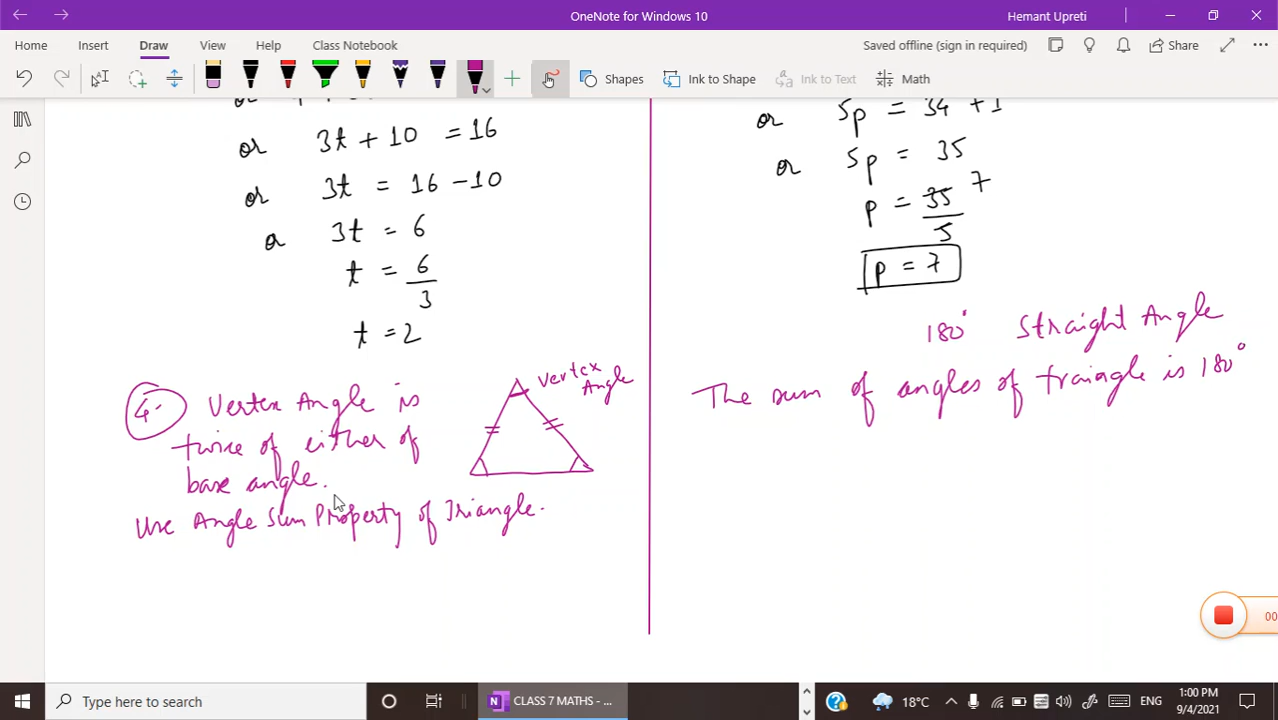 OneNote for Windows 10
Hemant Upreti
Home Insert Draw View Help Class Notebook
Saved offline (sign in required)
Share
Shapes
Ink to Shape
Ink to Text
Math
or 3t + 10 = 16
or 3t = 16 - 10
or 3t = 6
t = 6/3
t = 2
4. Vertex Angle is
twice of either of
base angle.
Use Angle Sum Property of Triangle.
Vertex
Angle
or 5p = 34 + 1
or 5p = 35
p = 35/5 7
p = 7
180° Straight Angle
The sum of angles of traingle is 180°
00
Type here to search
CLASS 7 MATHS - ...
18°C
ENG
1:00 PM
9/4/2021